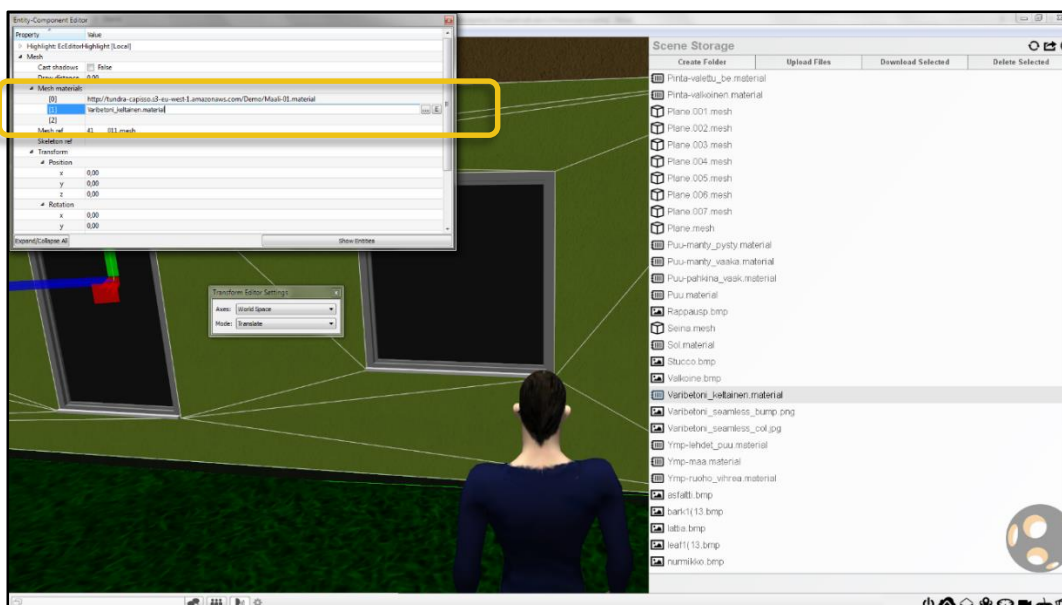 Entity-Component Editor
Property Value
Highlight: EcEditorHighlight [Local]
Mesh
Cast shadows False
Draw distance 0,00
Mesh materials
[0] http://tundra-capisso.s3-eu-west-1.amazonaws.com/Demo/Maali-01.material
[1] Varibetoni_keltainen.material ... E
[2]
Mesh ref
Skeleton ref
Transform
Position
x 0,00
y 0,00
z 0,00
Rotation
x 0,00
y 0,00
Expand/Collapse All Show Entities
Transform Editor Settings
Axes: World Space
Mode: Translate
Scene Storage
Create Folder Upload Files Download Selected Delete Selected
Pinta-valettu_be.material
Pinta-valkoinen.material
Plane.001.mesh
Plane.002.mesh
Plane.003.mesh
Plane.004.mesh
Plane.005.mesh
Plane.006.mesh
Plane.007.mesh
Plane.mesh
Puu-manty_pysty.material
Puu-manty_vaaka.material
Puu-pahkina_vaak.material
Puu.material
Rappausp.bmp
Seina.mesh
Sol.material
Stucco.bmp
Valkoine.bmp
Varibetoni_keltainen.material
Varibetoni_seamless_bump.png
Varibetoni_seamless_col.jpg
Ymp-lehdet_puu.material
Ymp-maa.material
Ymp-ruoho_vihrea.material
asfaltti.bmp
bark1(13.bmp
lattia.bmp
leaf1(13.bmp
nurmikko.bmp